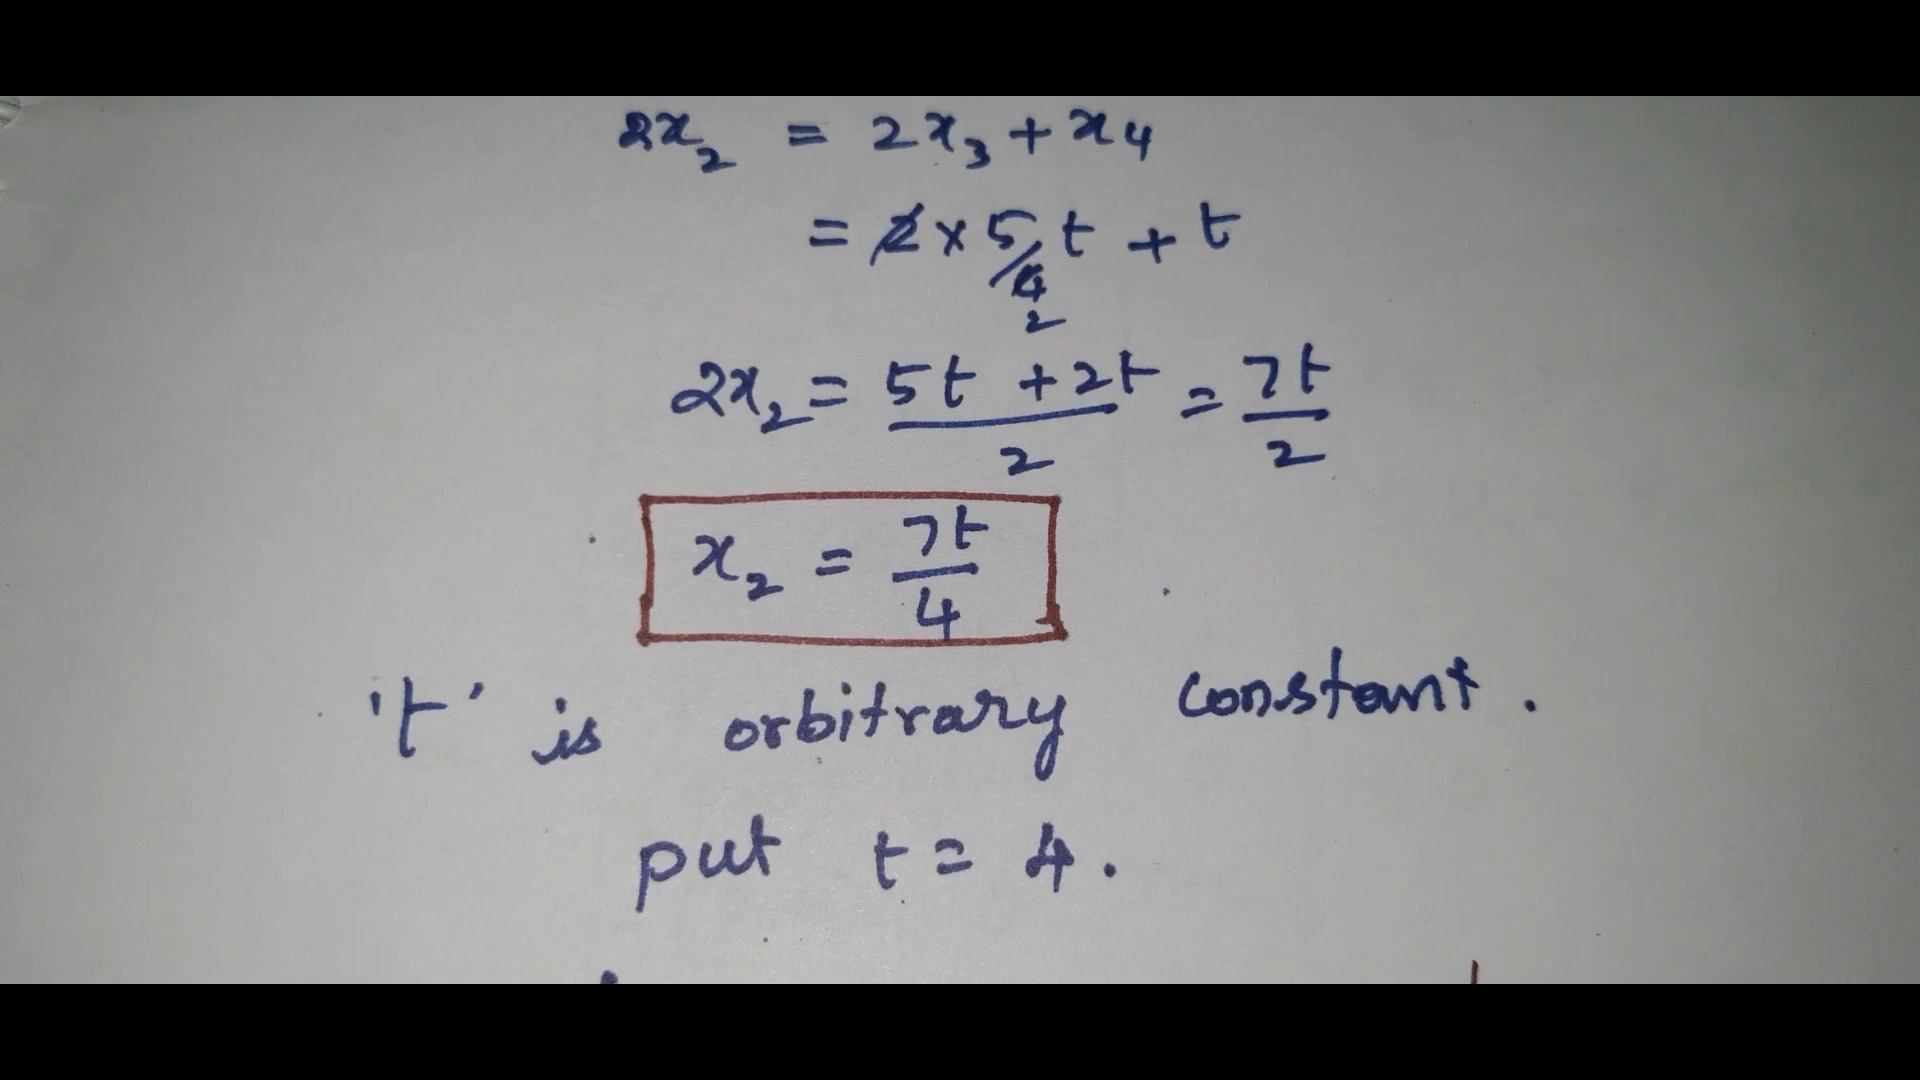 2x₂ = 2x₃ + x₄
= 2 × 5/4 t + t
2
2x₂ = 5t + 2t / 2 = 7t / 2
x₂ = 7t / 4
't' is orbitrary constant.
put t = 4.